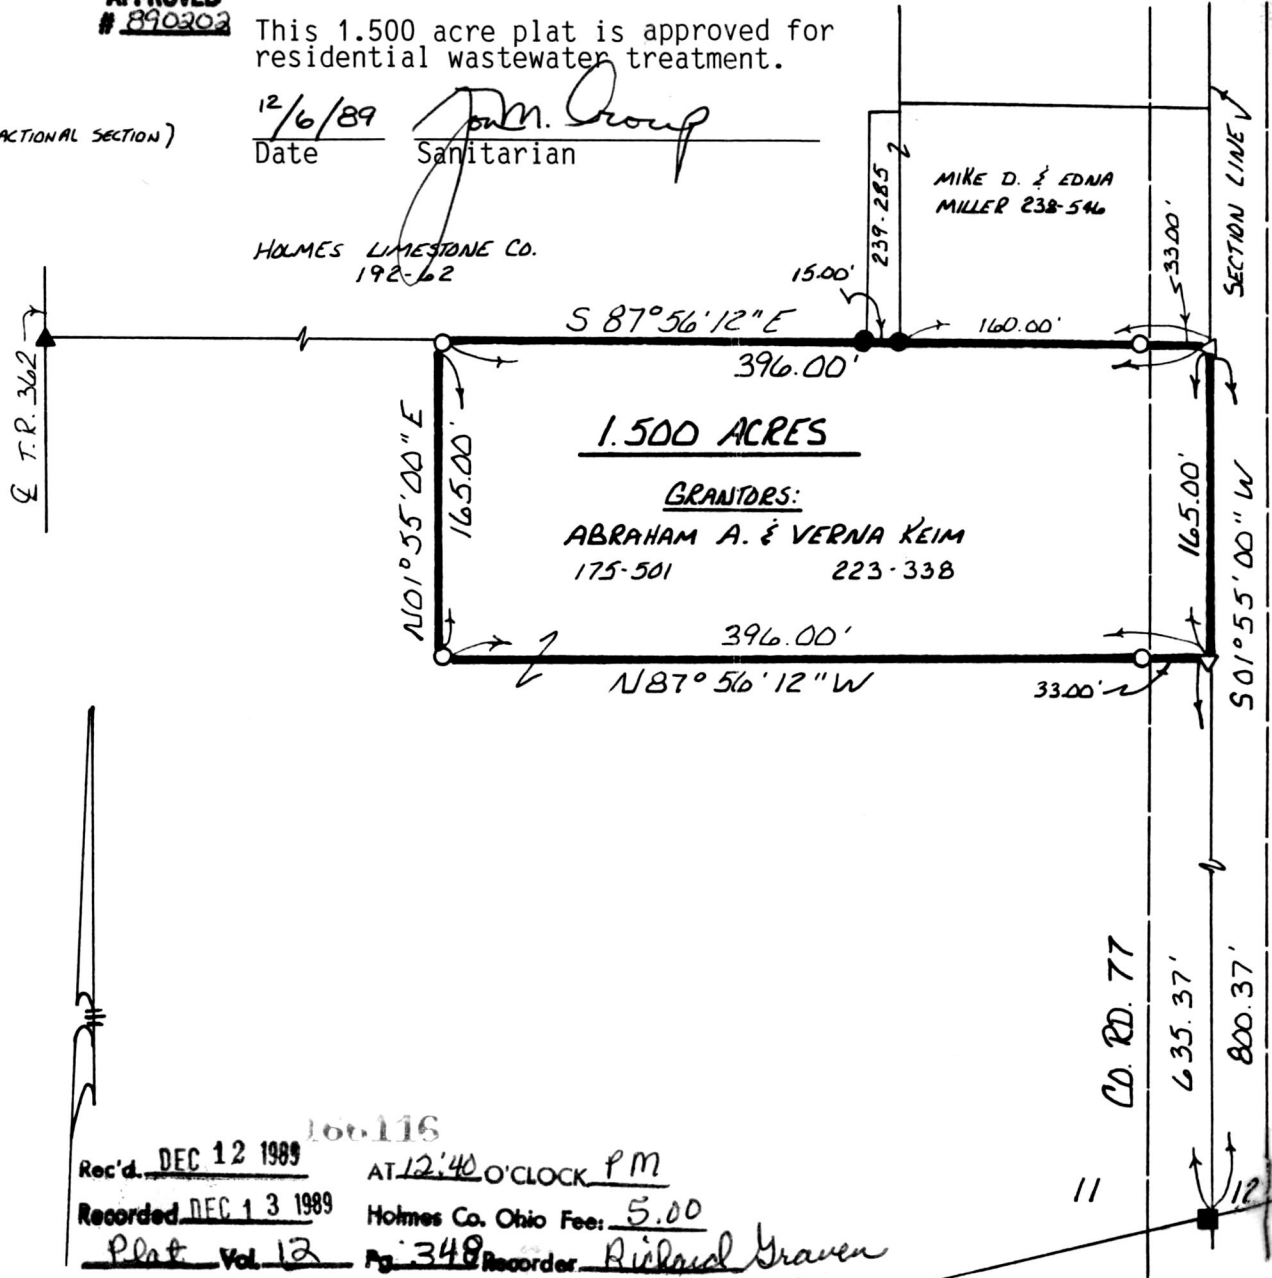 APPROVED
# 890202
This 1.500 acre plat is approved for
residential wastewater treatment.
12/6/89
Date
Sanitarian
SECTION)
HOLMES LIMESTONE CO.
192-62
MIKE D. & EDNA
MILLER 238-546
239-285
SECTION LINE
33.00'
15.00'
160.00'
S 87°56'12"E
396.00'
℄ T.R. 362
1.500 ACRES
GRANTORS:
ABRAHAM A. & VERNA KEIM
175-501 223-338
N01°55'00"E
165.00'
165.00'
S01°55'00"W
396.00'
N87°56'12"W
33.00'
CO. RD. 77
635.37'
800.37'
11
12
166116
Rec'd. DEC 12 1989 AT 12:40 O'CLOCK PM
Recorded DEC 13 1989 Holmes Co. Ohio Fee: 5.00
Plat Vol. 12 Pg. 348 Recorder Richard Graven